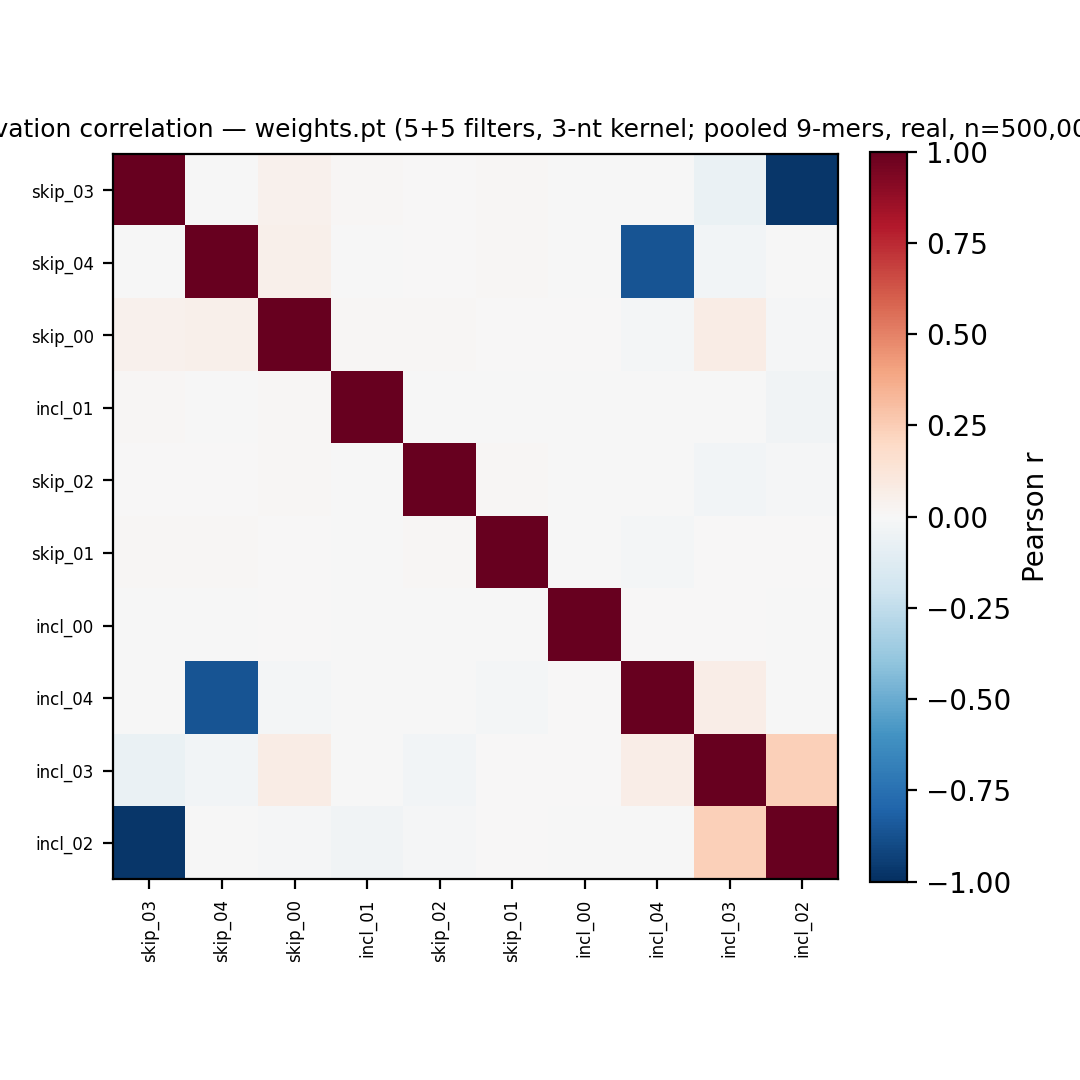 vation correlation — weights.pt (5+5 filters, 3-nt kernel; pooled 9-mers, real, n=500,00
skip_03
skip_04
skip_00
incl_01
skip_02
skip_01
incl_00
incl_04
incl_03
incl_02
skip_03
skip_04
skip_00
incl_01
skip_02
skip_01
incl_00
incl_04
incl_03
incl_02
1.00
0.75
0.50
0.25
0.00
−0.25
−0.50
−0.75
−1.00
Pearson r